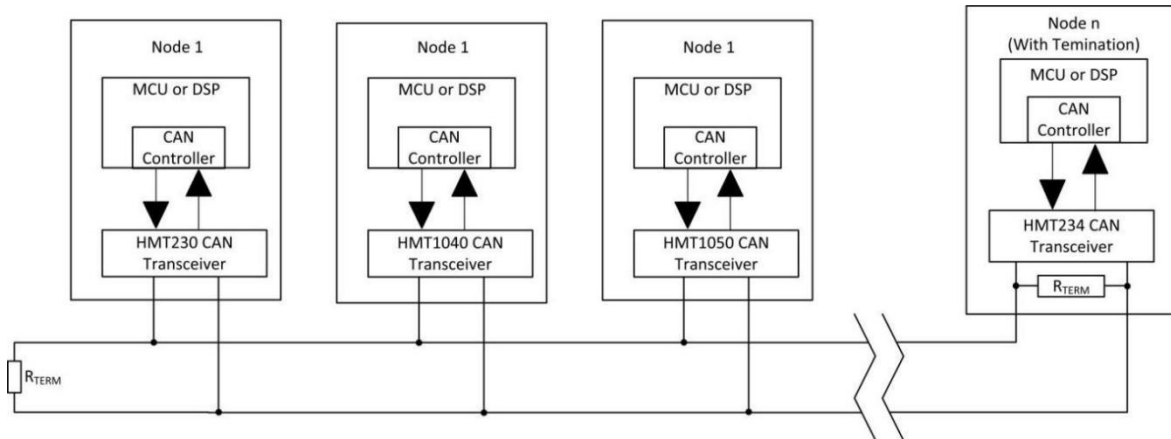 Node 1
MCU or DSP
CAN
Controller
HMT230 CAN
Transceiver
Node 1
MCU or DSP
CAN
Controller
HMT1040 CAN
Transceiver
Node 1
MCU or DSP
CAN
Controller
HMT1050 CAN
Transceiver
Node n
(With Temination)
MCU or DSP
CAN
Controller
HMT234 CAN
Transceiver
RTERM
RTERM